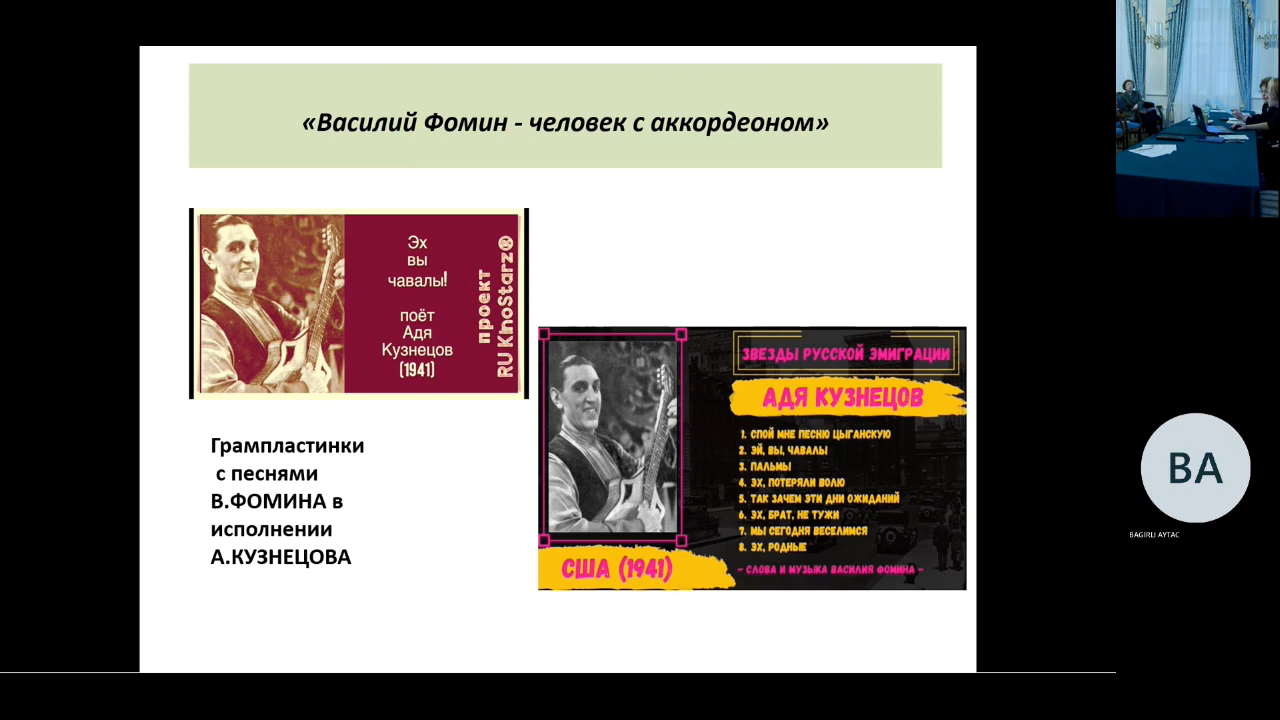 «Василий Фомин - человек с аккордеоном»
Эх
вы
чавалы!
поёт
Адя
Кузнецов
(1941)
проект
RU KinoStarz®
Грампластинки
с песнями
В.ФОМИНА в
исполнении
А.КУЗНЕЦОВА
ЗВЕЗДЫ РУССКОЙ ЭМИГРАЦИИ
АДЯ КУЗНЕЦОВ
1. СПОЙ МНЕ ПЕСНЮ ЦЫГАНСКУЮ
2. ЭЙ, ВЫ, ЧАВАЛЫ
3. ПАЛЬМЫ
4. ЭХ, ПОТЕРЯЛИ ВОЛЮ
5. ТАК ЗАЧЕМ ЭТИ ДНИ ОЖИДАНИЙ
6. ЭХ, БРАТ, НЕ ТУЖИ
7. МЫ СЕГОДНЯ ВЕСЕЛИМСЯ
8. ЭХ, РОДНЫЕ
– СЛОВА И МУЗЫКА ВАСИЛИЯ ФОМИНА –
США (1941)
BA
BAGIRLI AYTAC